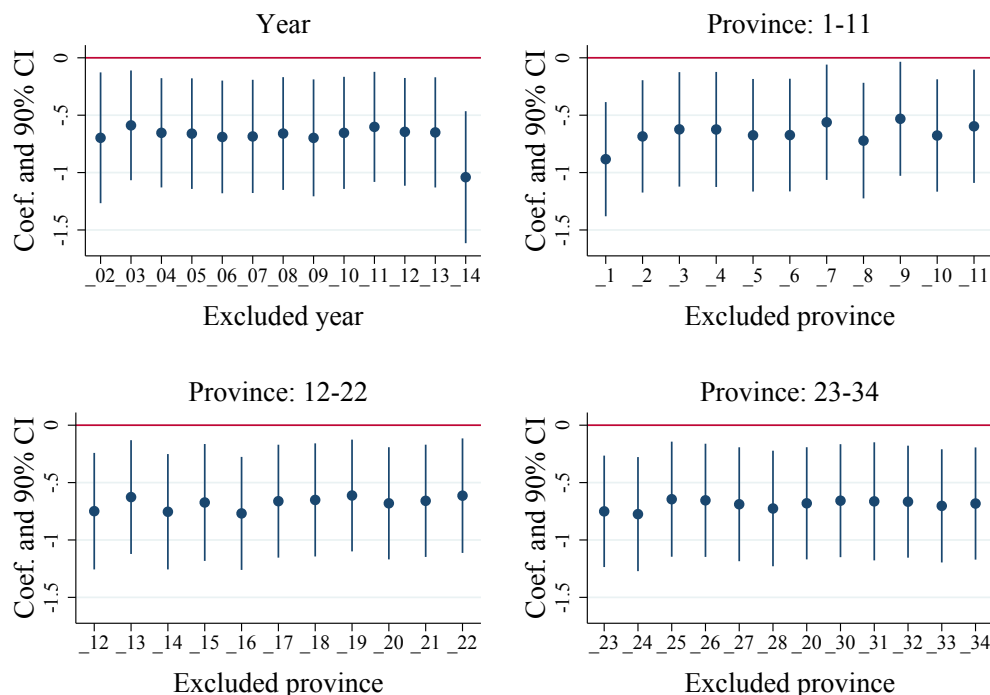 Year
Coef. and 90% CI
0
-.5
-1
-1.5
_02 _03 _04 _05 _06 _07 _08 _09 _10 _11 _12 _13 _14
Excluded year
Province: 1-11
Coef. and 90% CI
0
-.5
-1
-1.5
_1 _2 _3 _4 _5 _6 _7 _8 _9 _10 _11
Excluded province
Province: 12-22
Coef. and 90% CI
0
-.5
-1
-1.5
_12 _13 _14 _15 _16 _17 _18 _19 _20 _21 _22
Excluded province
Province: 23-34
Coef. and 90% CI
0
-.5
-1
-1.5
_23 _24 _25 _26 _27 _28 _20 _30 _31 _32 _33 _34
Excluded province